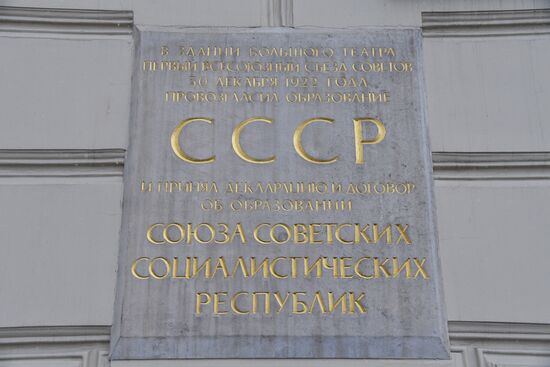 В ЗДАНИИ БОЛЬШОГО ТЕАТРА
ПЕРВЫЙ ВСЕСОЮЗНЫЙ СЪЕЗД СОВЕТОВ
30 ДЕКАБРЯ 1922 ГОДА
ПРОВОЗГЛАСИЛ ОБРАЗОВАНИЕ
СССР
И ПРИНЯЛ ДЕКЛАРАЦИЮ И ДОГОВОР
ОБ ОБРАЗОВАНИИ
СОЮЗА СОВЕТСКИХ
СОЦИАЛИСТИЧЕСКИХ
РЕСПУБЛИК